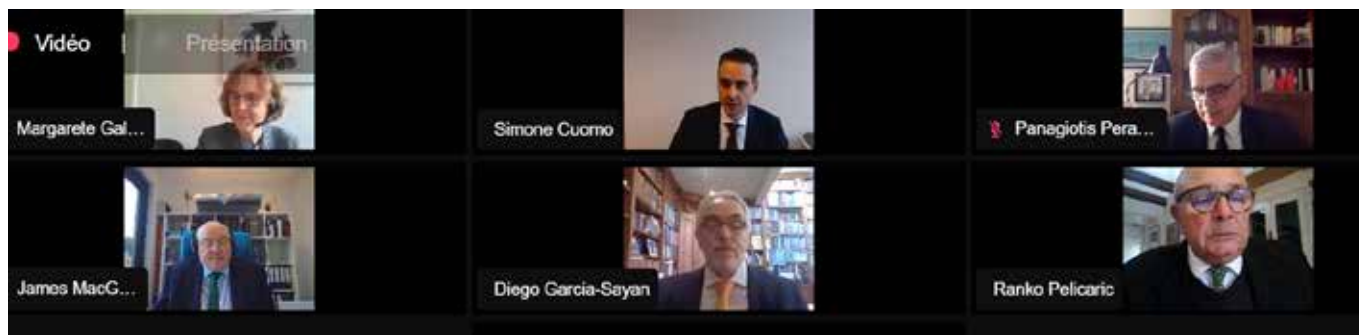 Vidéo
Présentation
Margarete Gal...
Simone Cuomo
Panagiotis Pera...
James MacG...
Diego Garcia-Sayan
Ranko Pelicaric